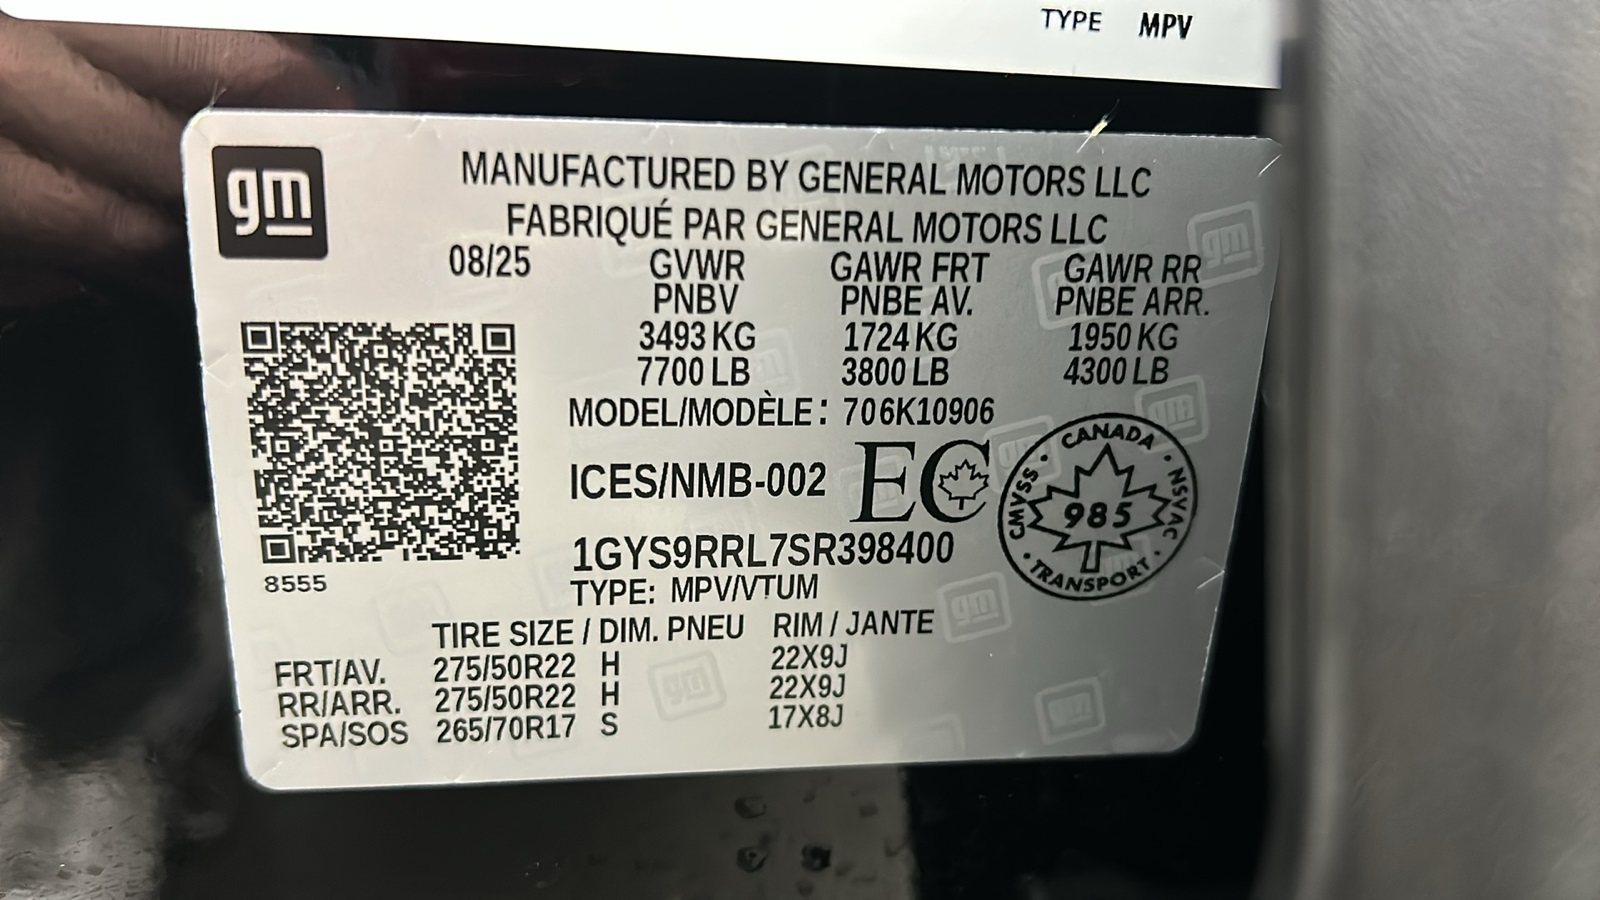 TYPE MPV
gm
MANUFACTURED BY GENERAL MOTORS LLC
FABRIQUÉ PAR GENERAL MOTORS LLC
08/25 GVWR GAWR FRT GAWR RR
PNBV PNBE AV. PNBE ARR.
3493 KG 1724 KG 1950 KG
7700 LB 3800 LB 4300 LB
MODEL/MODÈLE: 706K10906
ICES/NMB-002 EC
CANADA
CMVSS 985 NSVAC
TRANSPORT
1GYS9RRL7SR398400
8555
TYPE: MPV/VTUM
TIRE SIZE / DIM. PNEU RIM / JANTE
FRT/AV. 275/50R22 H 22X9J
RR/ARR. 275/50R22 H 22X9J
SPA/SOS 265/70R17 S 17X8J